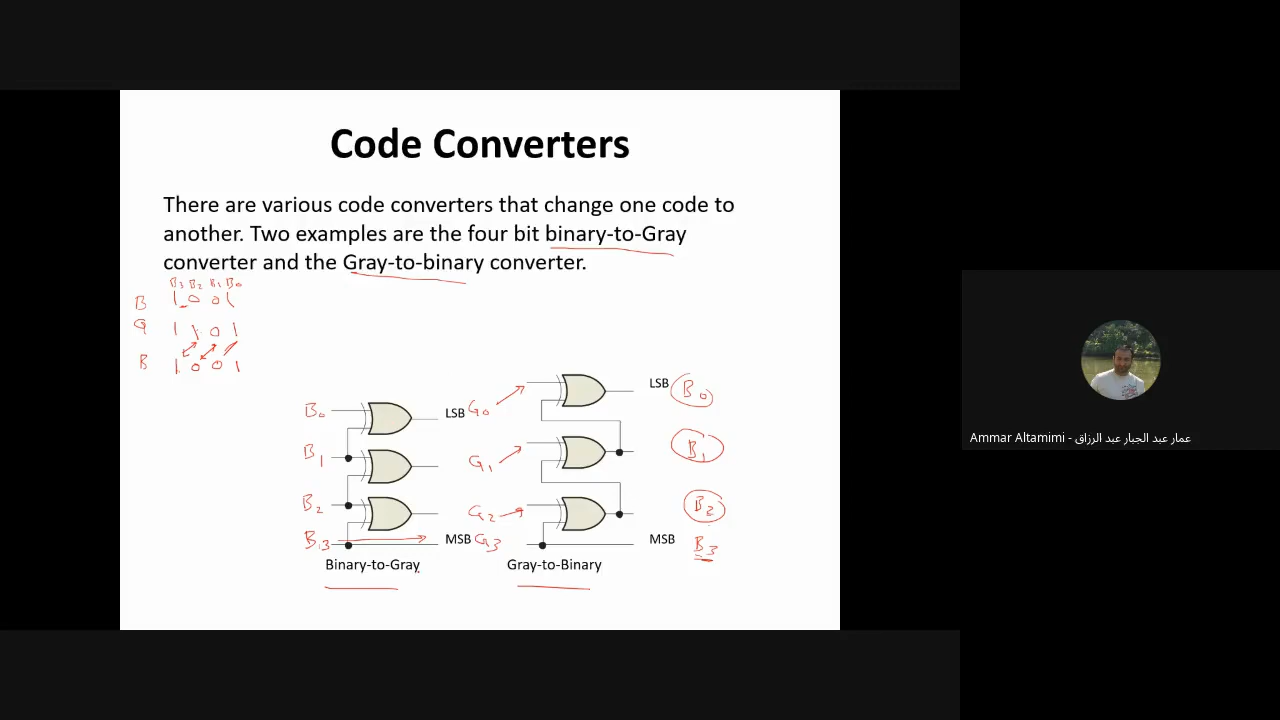 Code Converters
There are various code converters that change one code to
another. Two examples are the four bit binary-to-Gray
converter and the Gray-to-binary converter.
B3 B2 B1 B0
B 1 0 0 1
G 1 1 0 1
B 1 0 0 1
B0 LSB G0 LSB B0
B1 G1 B1
B2 G2 B2
B3 MSB G3 MSB B3
Binary-to-Gray Gray-to-Binary
Ammar Altamimi - عمار عبد الجبار عبد الرزاق